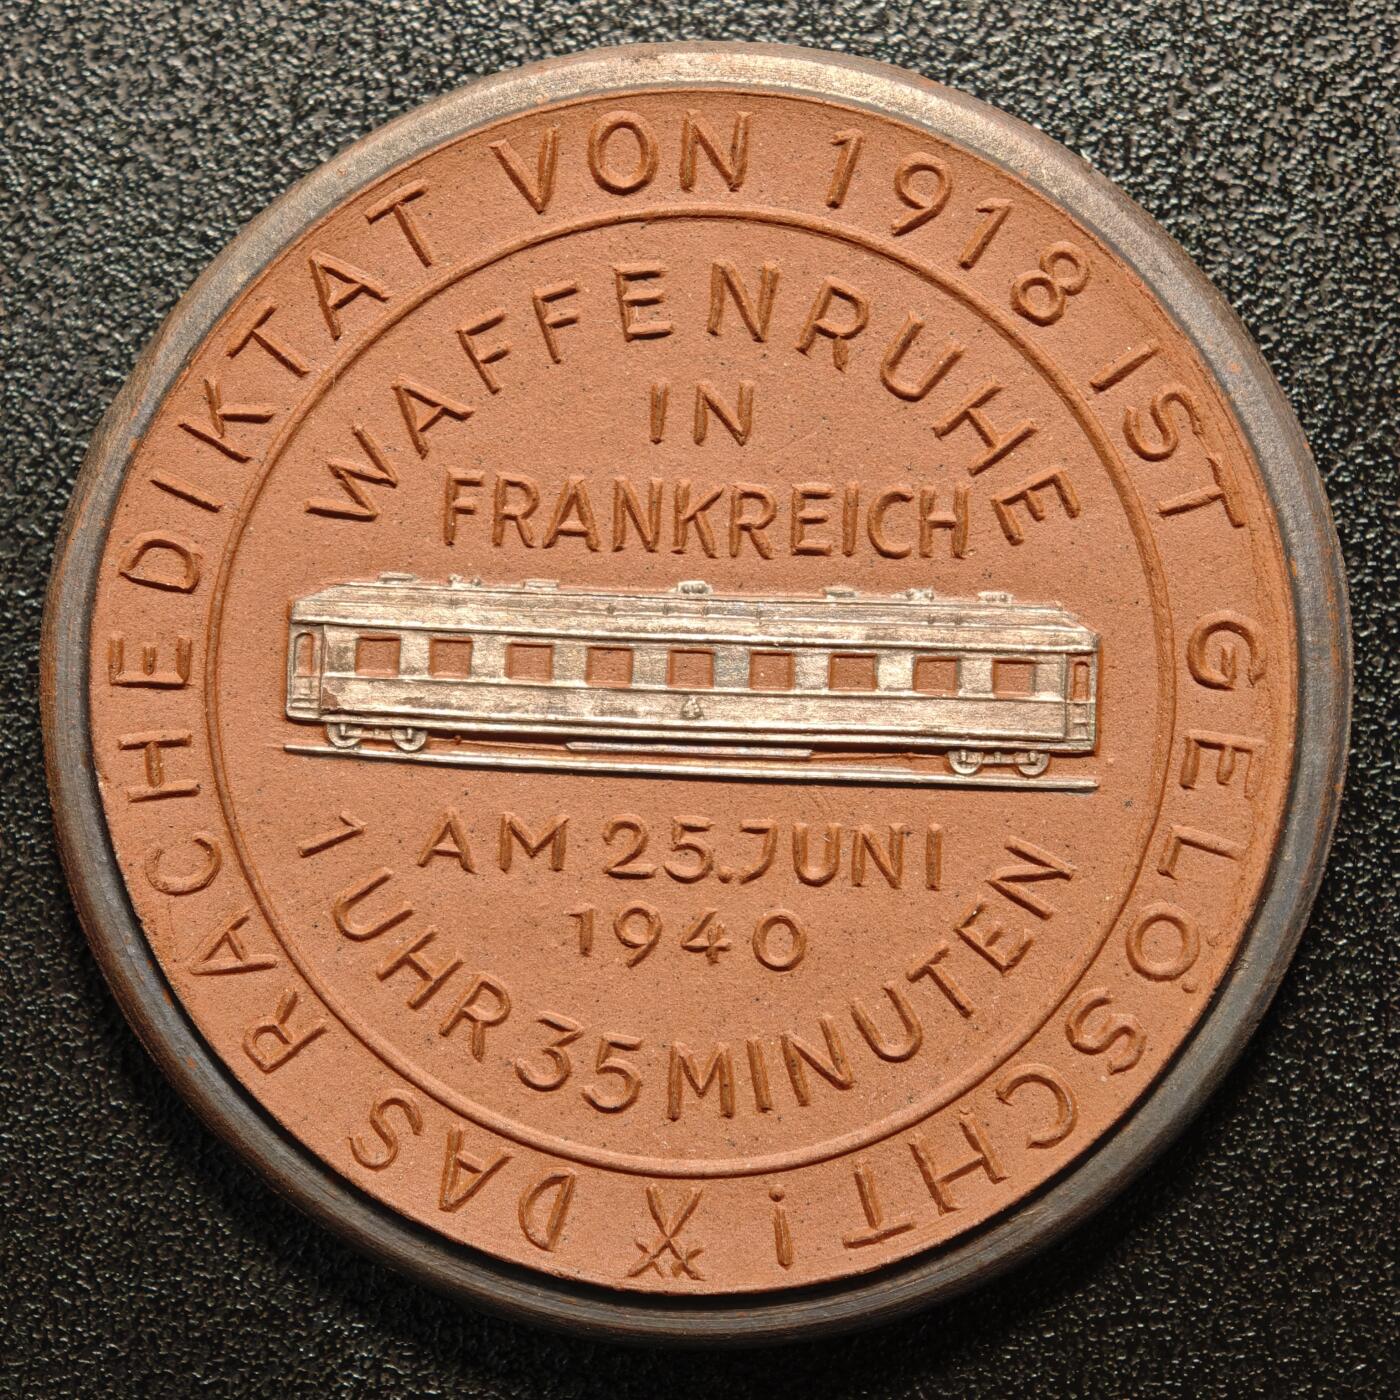 DAS RACHEDIKTAT VON 1918 IST GELÖSCHT!
WAFFENRUHE
IN
FRANKREICH
AM 25.JUNI
1940
1 UHR 35 MINUTEN